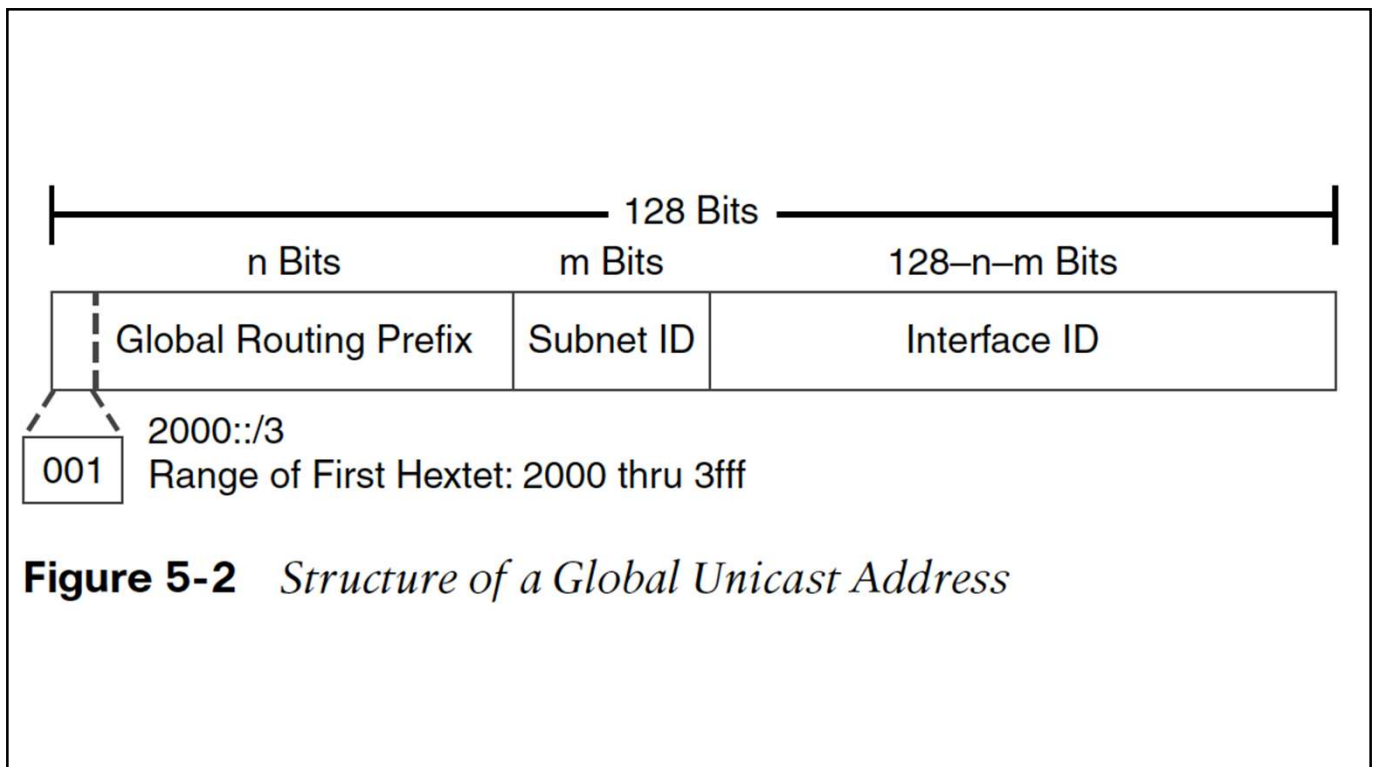 128 Bits
n Bits m Bits 128–n–m Bits
Global Routing Prefix Subnet ID Interface ID
2000::/3
001 Range of First Hextet: 2000 thru 3fff
Figure 5-2 Structure of a Global Unicast Address